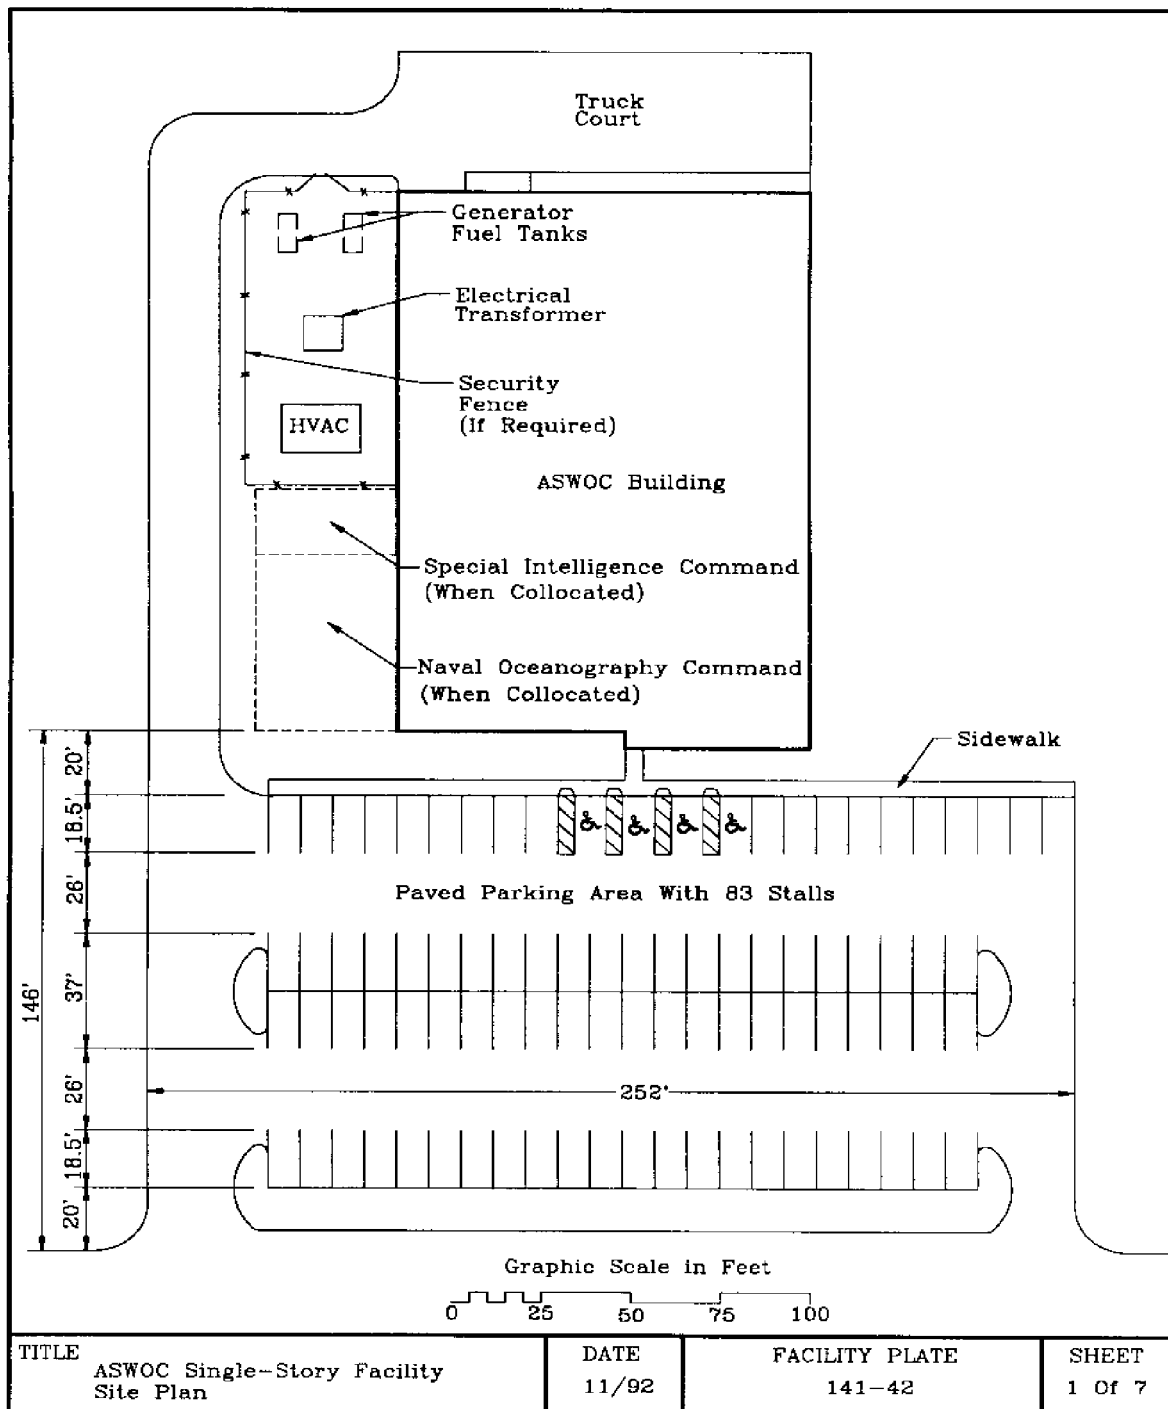 Truck
Court
Generator
Fuel Tanks
Electrical
Transformer
Security
Fence
(If Required)
HVAC
ASWOC Building
Special Intelligence Command
(When Collocated)
Naval Oceanography Command
(When Collocated)
Sidewalk
20'
18.5'
26'
Paved Parking Area With 83 Stalls
37'
146'
26'
252'
18.5'
20'
Graphic Scale in Feet
0 25 50 75 100
TITLE
ASWOC Single-Story Facility
Site Plan
DATE
11/92
FACILITY PLATE
141-42
SHEET
1 Of 7